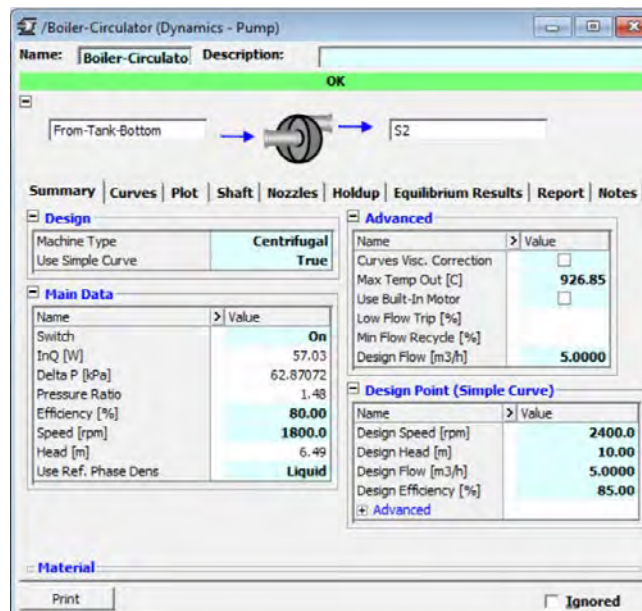 /Boiler-Circulator (Dynamics - Pump)
Name: Boiler-Circulato Description:
OK
From-Tank-Bottom S2
Summary Curves Plot Shaft Nozzles Holdup Equilibrium Results Report Notes
Design
Machine Type Centrifugal
Use Simple Curve True
Main Data
Name > Value
Switch On
InQ [W] 57.03
Delta P [kPa] 62.87072
Pressure Ratio 1.48
Efficiency [%] 80.00
Speed [rpm] 1800.0
Head [m] 6.49
Use Ref. Phase Dens Liquid
Advanced
Name > Value
Curves Visc. Correction
Max Temp Out [C] 926.85
Use Built-In Motor
Low Flow Trip [%]
Min Flow Recycle [%]
Design Flow [m3/h] 5.0000
Design Point (Simple Curve)
Name > Value
Design Speed [rpm] 2400.0
Design Head [m] 10.00
Design Flow [m3/h] 5.0000
Design Efficiency [%] 85.00
Advanced
Material
Print Ignored